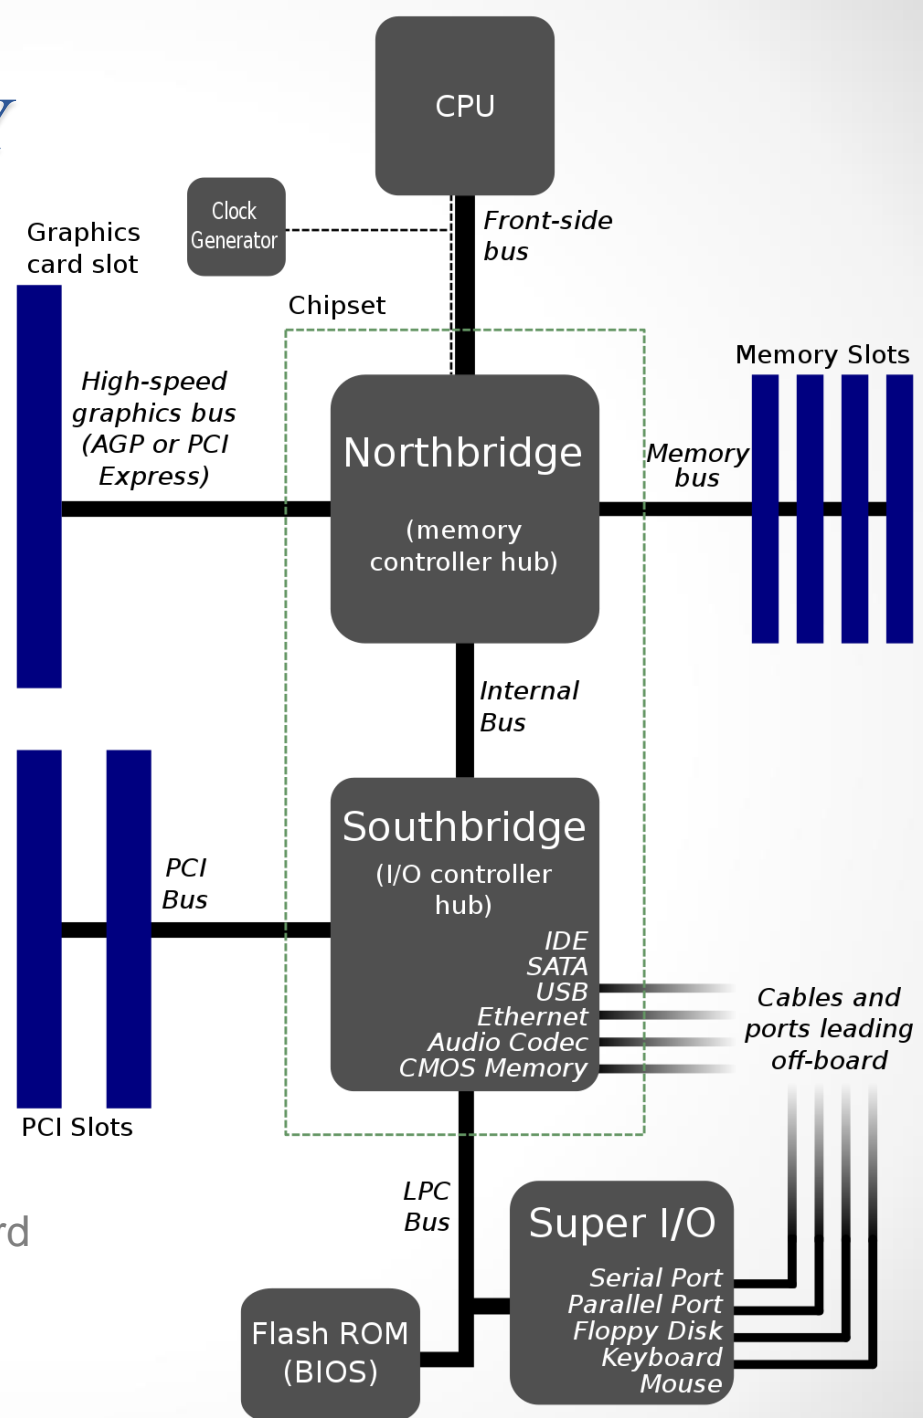 Y
CPU
Clock
Generator
Front-side
bus
Graphics
card slot
Chipset
High-speed
graphics bus
(AGP or PCI
Express)
Northbridge
(memory
controller hub)
Memory Slots
Memory
bus
Internal
Bus
Southbridge
(I/O controller
hub)
IDE
SATA
USB
Ethernet
Audio Codec
CMOS Memory
PCI
Bus
PCI Slots
Cables and
ports leading
off-board
LPC
Bus
rd
Super I/O
Serial Port
Parallel Port
Floppy Disk
Keyboard
Mouse
Flash ROM
(BIOS)